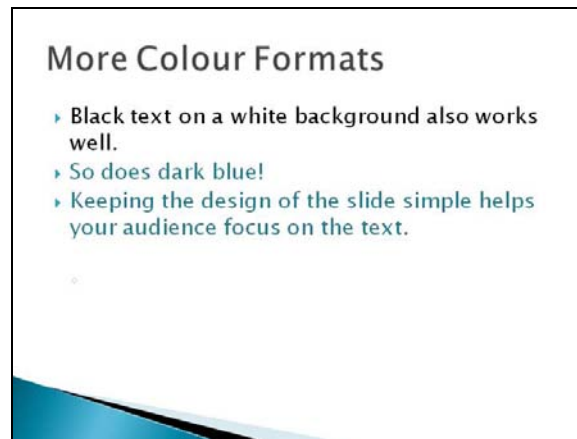 More Colour Formats
Black text on a white background also works
well.
So does dark blue!
Keeping the design of the slide simple helps
your audience focus on the text.